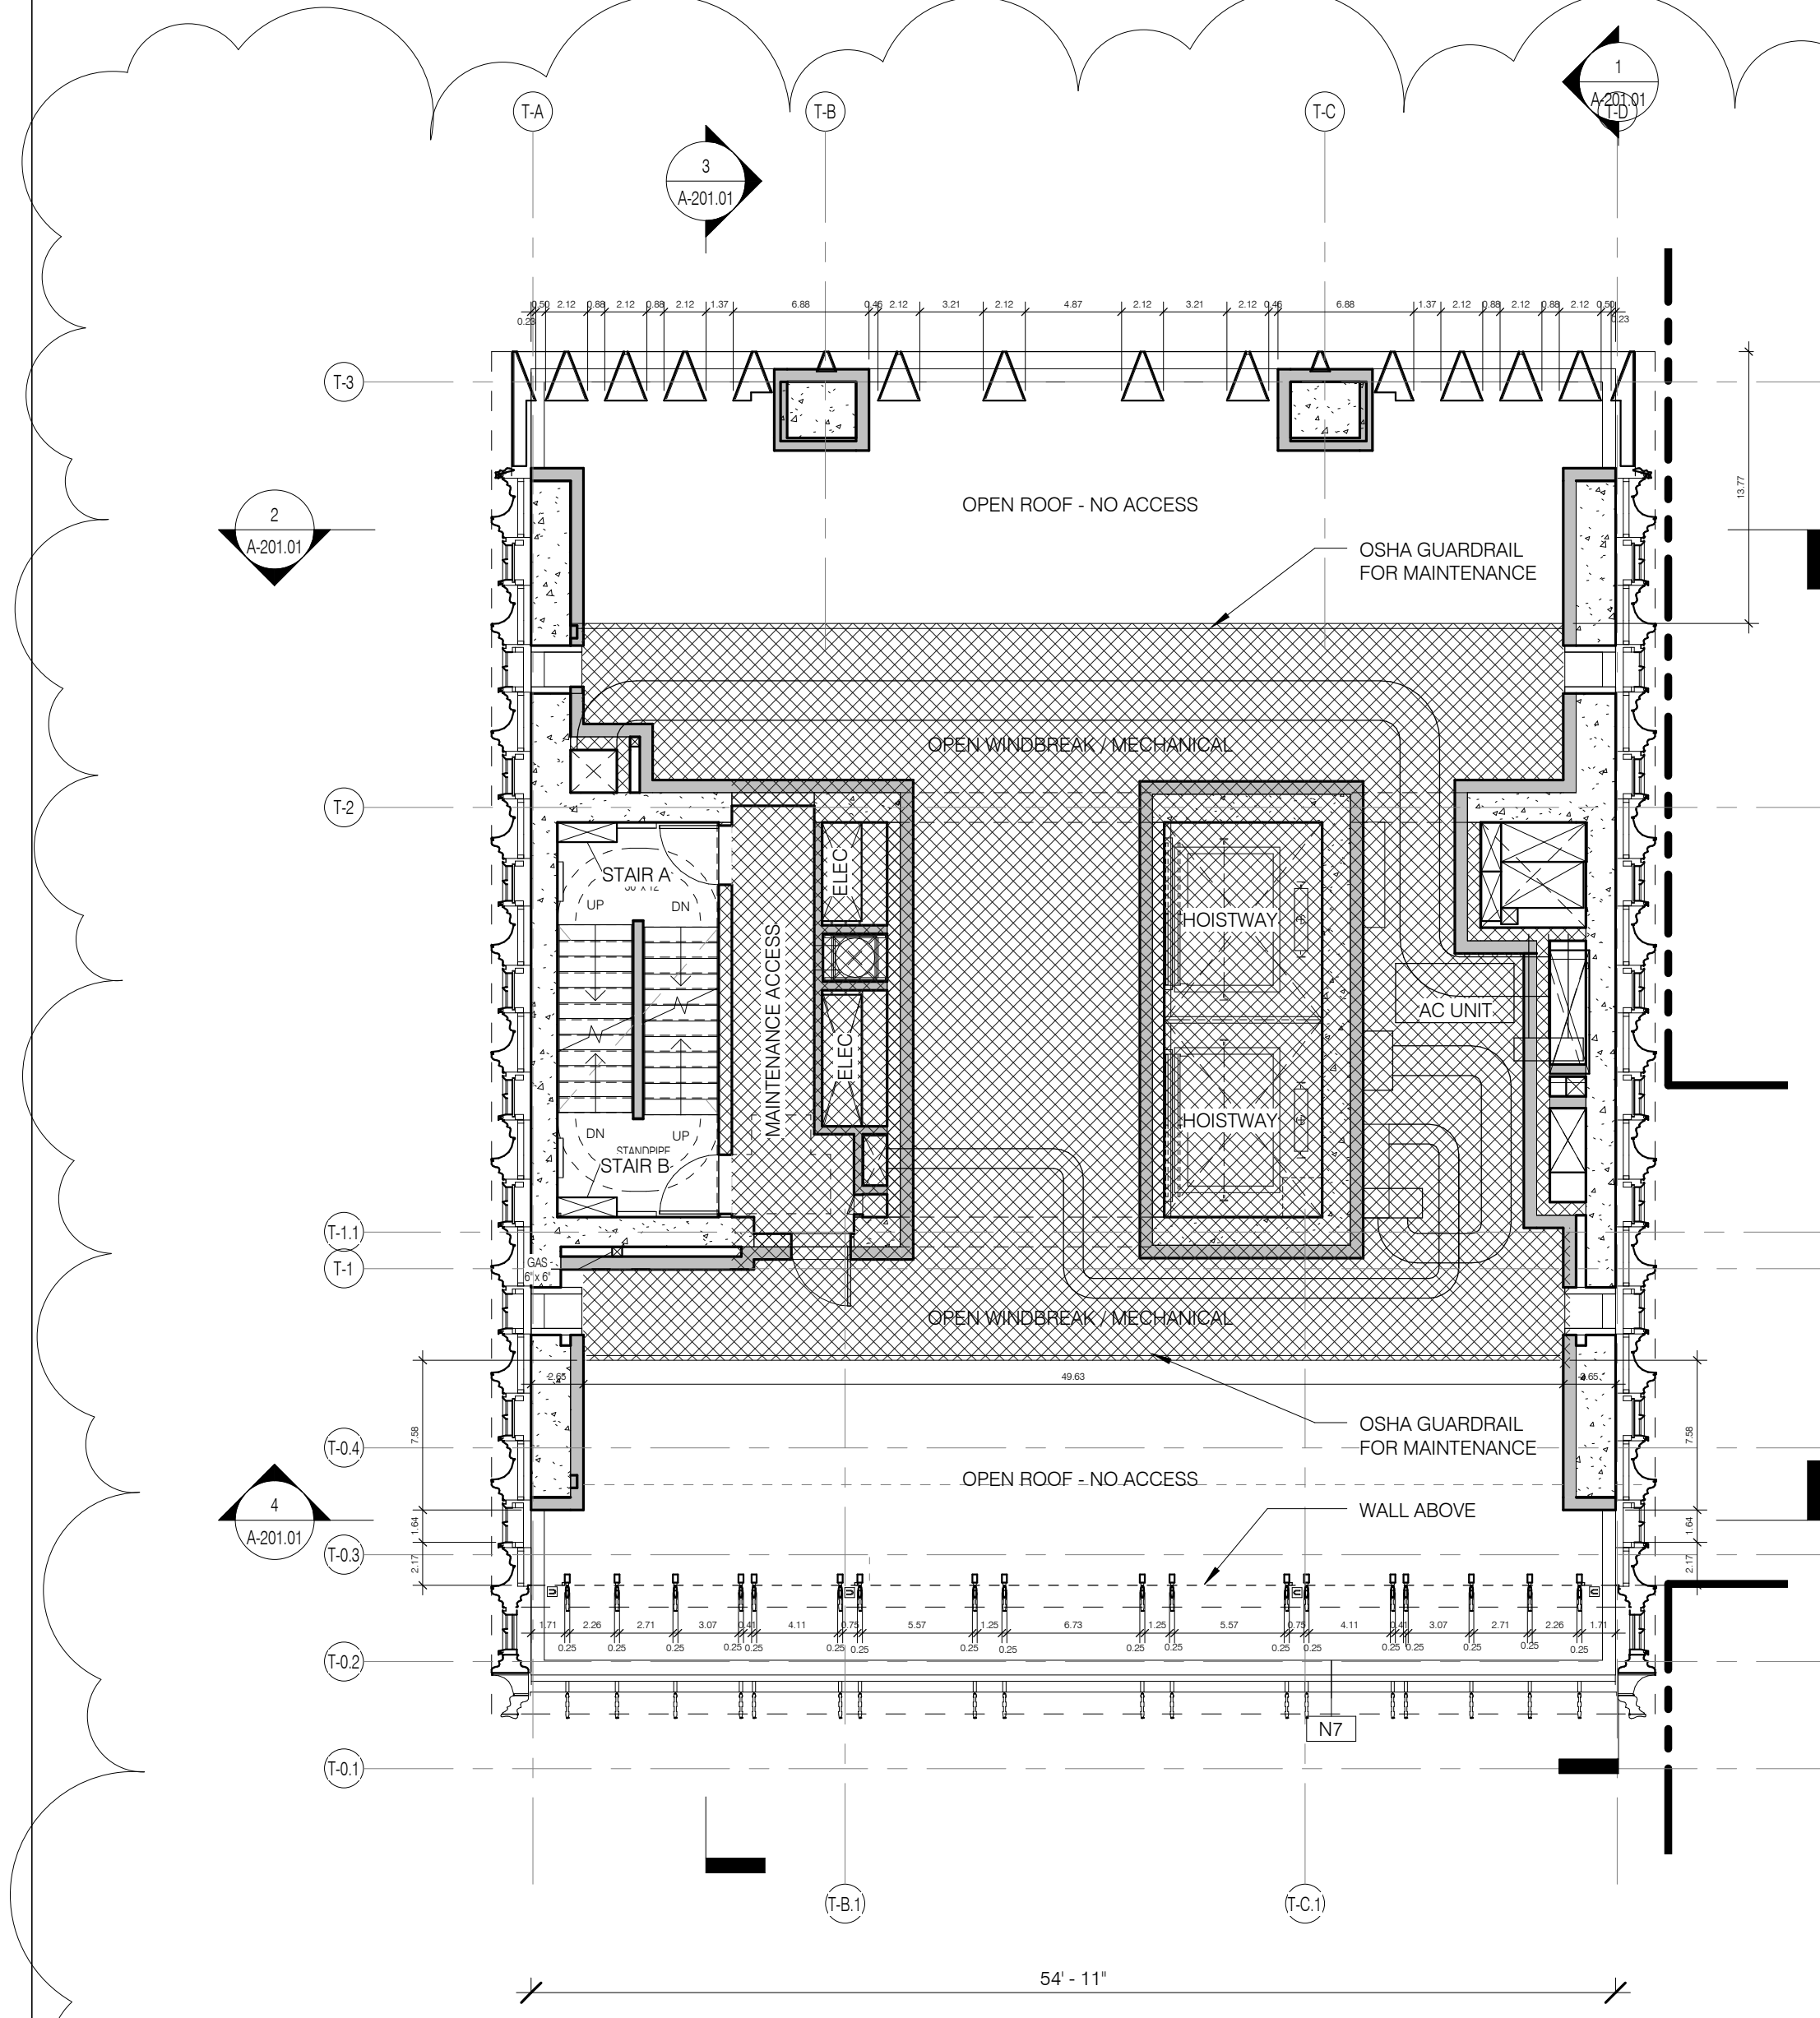 1
A-201.01
T-A
T-B
T-C
T-D
3
A-201.01
0.50 2.12 0.88 2.12 0.88 2.12 1.37 6.88 0.46 2.12 3.21 2.12 4.87 2.12 3.21 2.12 0.46 6.88 1.37 2.12 0.88 2.12 0.88 2.12 0.50
0.23
0.23
T-3
13.77
2
A-201.01
OPEN ROOF - NO ACCESS
OSHA GUARDRAIL
FOR MAINTENANCE
OPEN WINDBREAK / MECHANICAL
T-2
STAIR A
UP
DN
ELEC
HOISTWAY
MAINTENANCE ACCESS
AC UNIT
ELEC
HOISTWAY
DN
UP
STANDPIPE
STAIR B
T-1.1
T-1
GAS
6" x 6"
OPEN WINDBREAK / MECHANICAL
2.65
49.63
2.65
7.58
7.58
OSHA GUARDRAIL
FOR MAINTENANCE
T-0.4
OPEN ROOF - NO ACCESS
4
A-201.01
WALL ABOVE
1.64
1.64
T-0.3
2.17
2.17
1.71 2.26 2.71 3.07 0.41 4.11 0.75 5.57 1.25 6.73 1.25 5.57 0.75 4.11 0.41 3.07 2.71 2.26 1.71
0.25 0.25 0.25 0.25 0.25 0.25 0.25 0.25 0.25 0.25 0.25 0.25 0.25 0.25 0.25 0.25 0.25 0.25
T-0.2
N7
T-0.1
T-B.1
T-C.1
54' - 11"